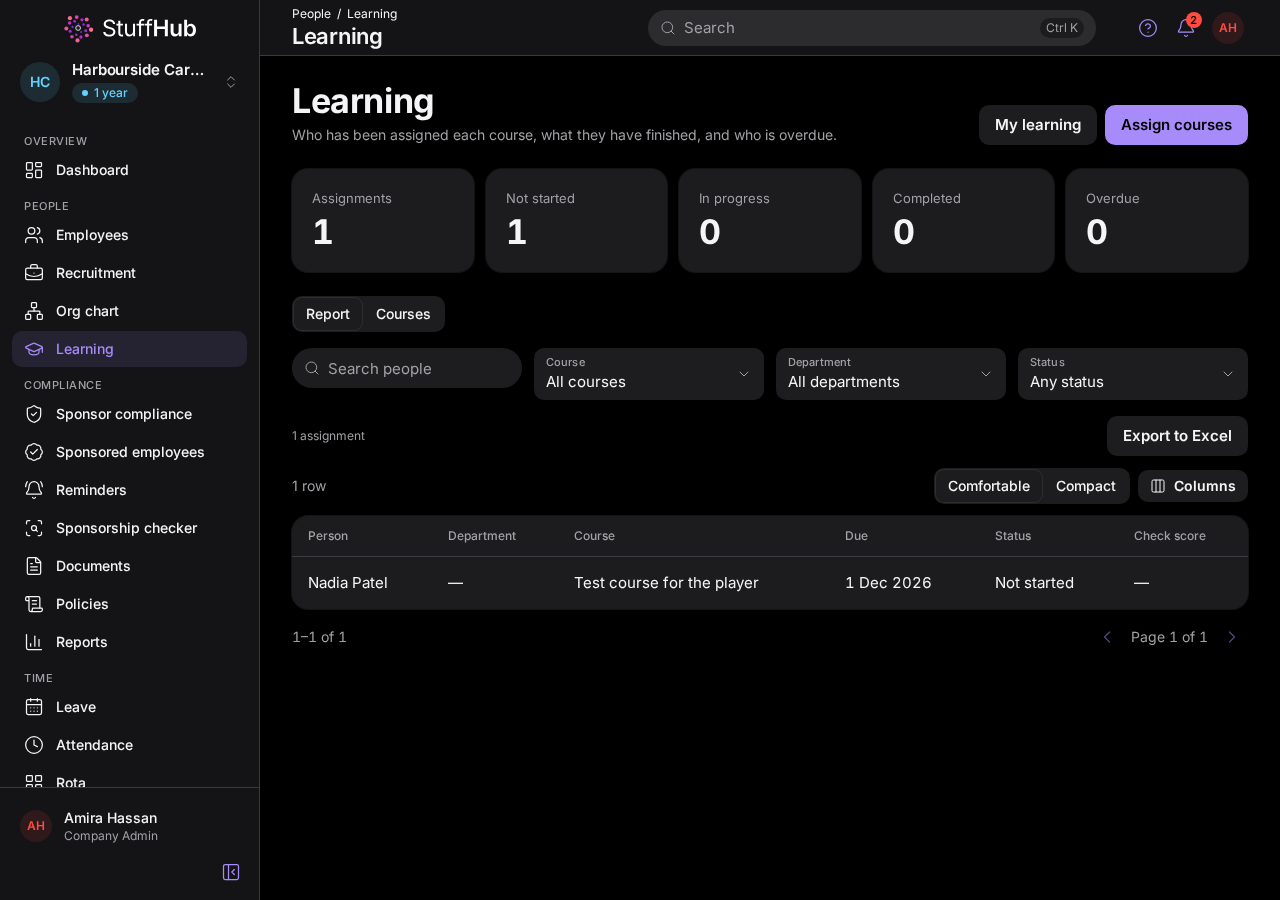 StuffHub
HC
Harbourside Car...
1 year
OVERVIEW
Dashboard
PEOPLE
Employees
Recruitment
Org chart
Learning
COMPLIANCE
Sponsor compliance
Sponsored employees
Reminders
Sponsorship checker
Documents
Policies
Reports
TIME
Leave
Attendance
Rota
AH
Amira Hassan
Company Admin
People / Learning
Learning
Search
Ctrl K
2
AH
Learning
Who has been assigned each course, what they have finished, and who is overdue.
My learning
Assign courses
Assignments
1
Not started
1
In progress
0
Completed
0
Overdue
0
Report
Courses
Search people
Course
All courses
Department
All departments
Status
Any status
1 assignment
Export to Excel
1 row
Comfortable
Compact
Columns
Person Department Course Due Status Check score
Nadia Patel — Test course for the player 1 Dec 2026 Not started —
1–1 of 1
Page 1 of 1